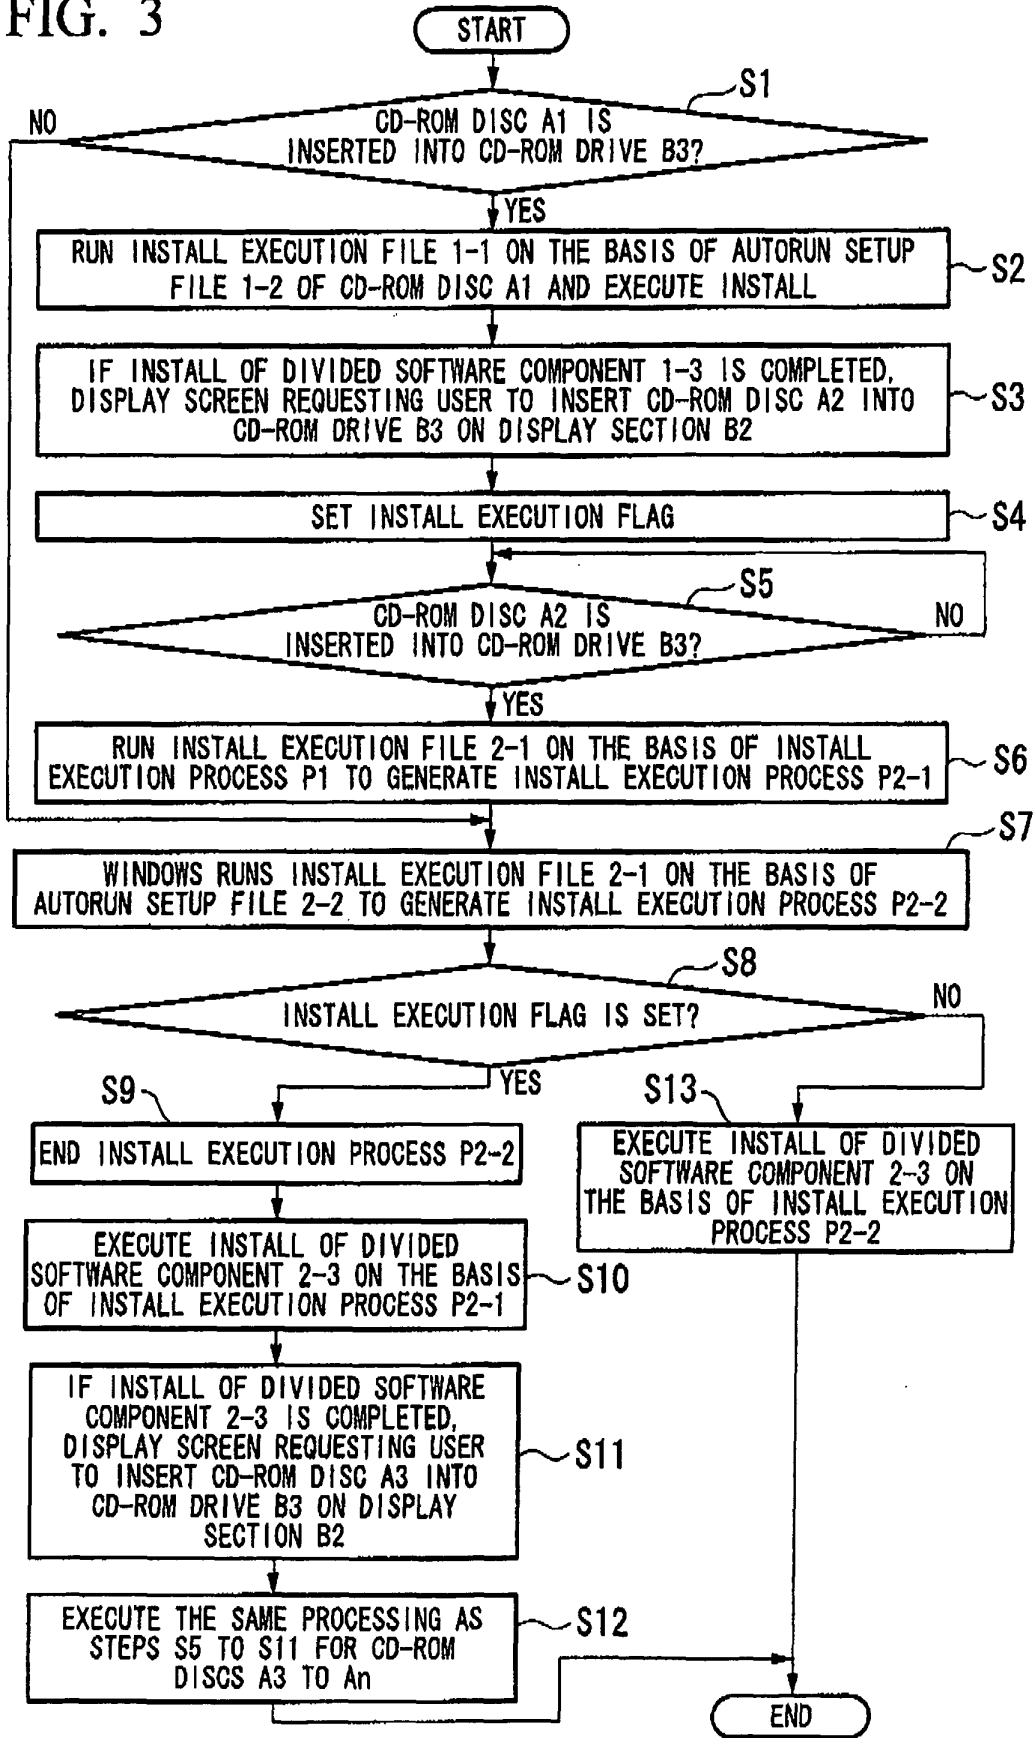 FIG. 3
START
S1
NO
CD-ROM DISC A1 IS
INSERTED INTO CD-ROM DRIVE B3?
YES
RUN INSTALL EXECUTION FILE 1-1 ON THE BASIS OF AUTORUN SETUP
FILE 1-2 OF CD-ROM DISC A1 AND EXECUTE INSTALL
S2
IF INSTALL OF DIVIDED SOFTWARE COMPONENT 1-3 IS COMPLETED,
DISPLAY SCREEN REQUESTING USER TO INSERT CD-ROM DISC A2 INTO
CD-ROM DRIVE B3 ON DISPLAY SECTION B2
S3
SET INSTALL EXECUTION FLAG
S4
S5
CD-ROM DISC A2 IS
INSERTED INTO CD-ROM DRIVE B3?
NO
YES
RUN INSTALL EXECUTION FILE 2-1 ON THE BASIS OF INSTALL
EXECUTION PROCESS P1 TO GENERATE INSTALL EXECUTION PROCESS P2-1
S6
S7
WINDOWS RUNS INSTALL EXECUTION FILE 2-1 ON THE BASIS OF
AUTORUN SETUP FILE 2-2 TO GENERATE INSTALL EXECUTION PROCESS P2-2
S8
INSTALL EXECUTION FLAG IS SET?
NO
YES
S9
END INSTALL EXECUTION PROCESS P2-2
S13
EXECUTE INSTALL OF DIVIDED
SOFTWARE COMPONENT 2-3 ON
THE BASIS OF INSTALL EXECUTION
PROCESS P2-2
EXECUTE INSTALL OF DIVIDED
SOFTWARE COMPONENT 2-3 ON THE BASIS
OF INSTALL EXECUTION PROCESS P2-1
S10
IF INSTALL OF DIVIDED SOFTWARE
COMPONENT 2-3 IS COMPLETED,
DISPLAY SCREEN REQUESTING USER
TO INSERT CD-ROM DISC A3 INTO
CD-ROM DRIVE B3 ON DISPLAY
SECTION B2
S11
EXECUTE THE SAME PROCESSING AS
STEPS S5 TO S11 FOR CD-ROM
DISCS A3 TO An
S12
END